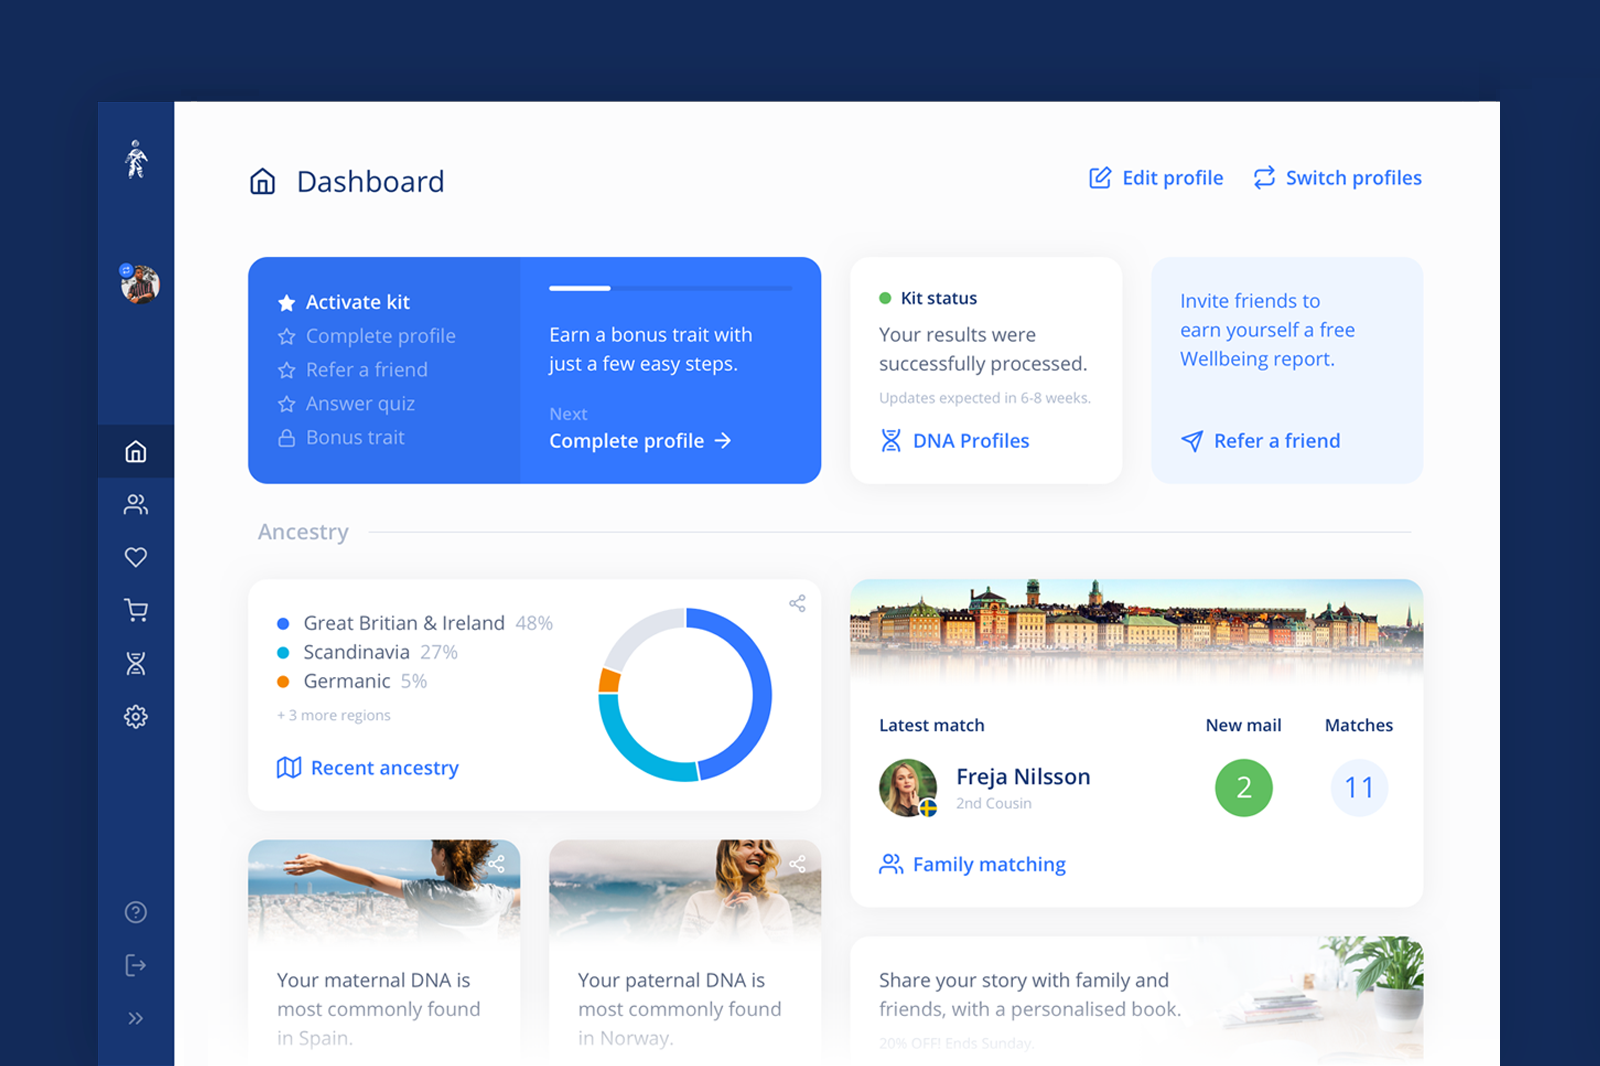 Dashboard
Edit profile
Switch profiles
Activate kit
Complete profile
Refer a friend
Answer quiz
Bonus trait
Earn a bonus trait with
just a few easy steps.
Next
Complete profile
Kit status
Your results were
successfully processed.
Updates expected in 6-8 weeks.
DNA Profiles
Invite friends to
earn yourself a free
Wellbeing report.
Refer a friend
Ancestry
Great Britian & Ireland 48%
Scandinavia 27%
Germanic 5%
+ 3 more regions
Recent ancestry
Latest match
New mail
Matches
Freja Nilsson
2nd Cousin
2
11
Family matching
Your maternal DNA is
most commonly found
in Spain.
Your paternal DNA is
most commonly found
in Norway.
Share your story with family and
friends, with a personalised book.
20% OFF! Ends Sunday.